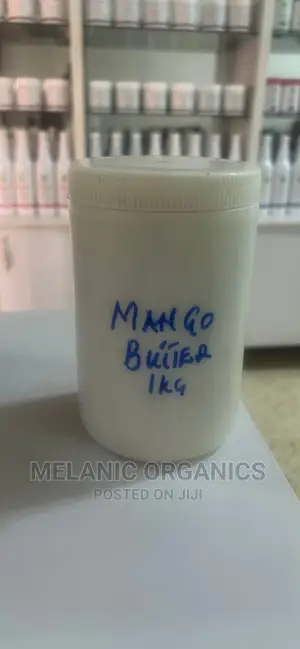 MANGO
BUTTER
1KG
MELANIC ORGANICS
POSTED ON JIJI